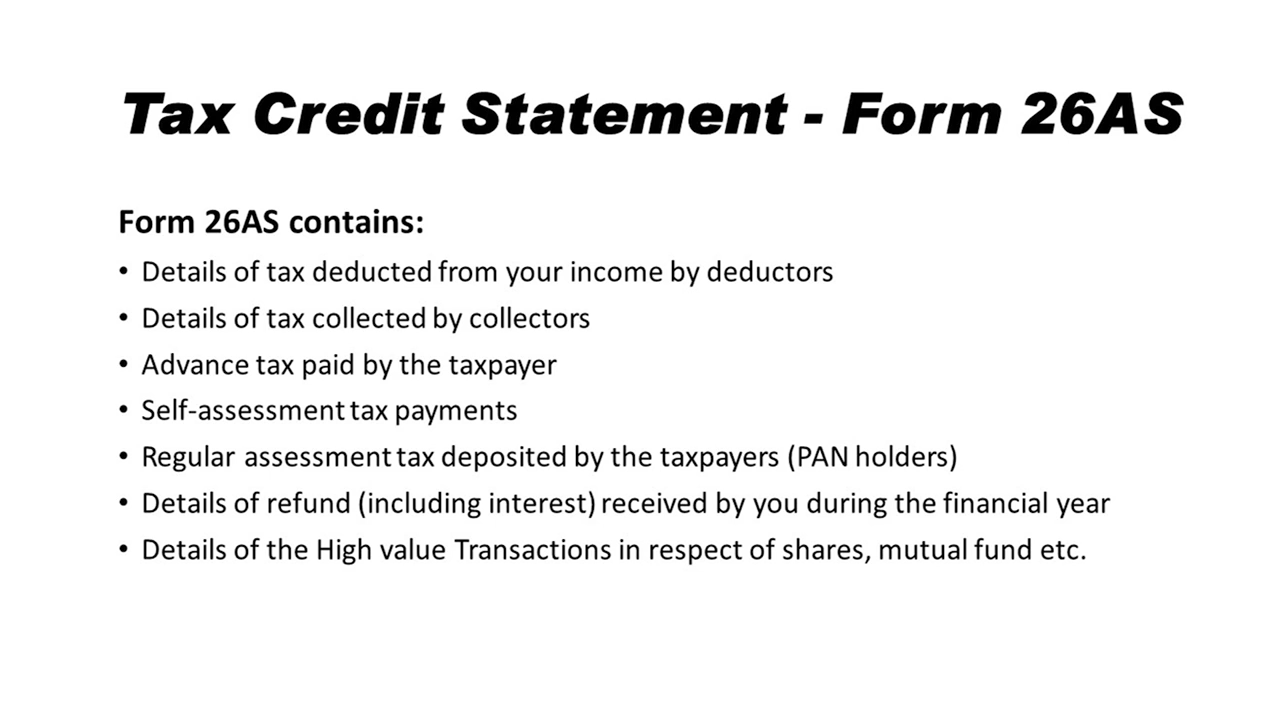 Tax Credit Statement - Form 26AS
Form 26AS contains:
• Details of tax deducted from your income by deductors
• Details of tax collected by collectors
• Advance tax paid by the taxpayer
• Self-assessment tax payments
• Regular assessment tax deposited by the taxpayers (PAN holders)
• Details of refund (including interest) received by you during the financial year
• Details of the High value Transactions in respect of shares, mutual fund etc.